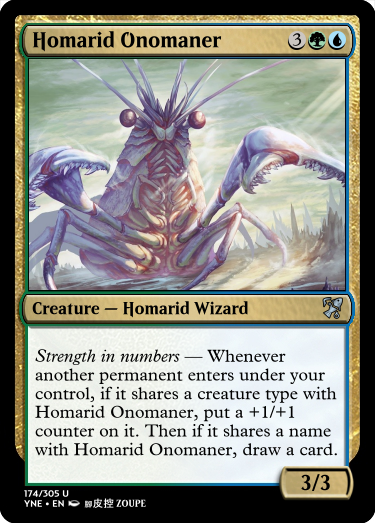 Homarid Onomaner 3
Creature — Homarid Wizard
Strength in numbers — Whenever
another permanent enters under your
control, if it shares a creature type with
Homarid Onomaner, put a +1/+1
counter on it. Then if it shares a name
with Homarid Onomaner, draw a card.
3/3
174/305 U
YNE • EN 脚皮控 ZOUPE